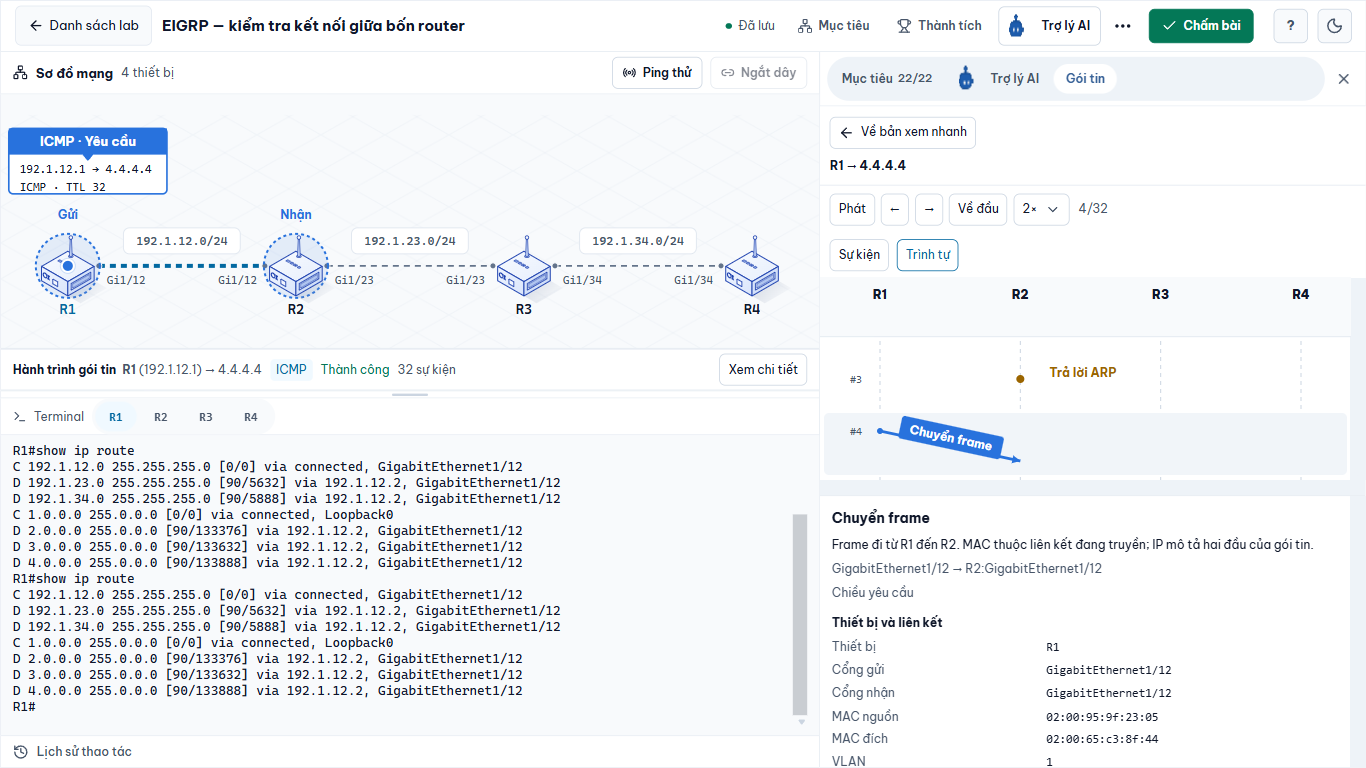 Danh sách lab
EIGRP — kiểm tra kết nối giữa bốn router
Đã lưu
Mục tiêu
Thành tích
Trợ lý AI
Chấm bài
?
Sơ đồ mạng 4 thiết bị
Ping thử
Ngắt dây
ICMP · Yêu cầu
192.1.12.1 → 4.4.4.4
ICMP · TTL 32
Gửi
Nhận
192.1.12.0/24
192.1.23.0/24
192.1.34.0/24
Gi1/12
Gi1/12
Gi1/23
Gi1/23
Gi1/34
Gi1/34
R1
R2
R3
R4
Hành trình gói tin R1 (192.1.12.1) → 4.4.4.4 ICMP Thành công 32 sự kiện
Xem chi tiết
Terminal
R1
R2
R3
R4
R1#show ip route
C 192.1.12.0 255.255.255.0 [0/0] via connected, GigabitEthernet1/12
D 192.1.23.0 255.255.255.0 [90/5632] via 192.1.12.2, GigabitEthernet1/12
D 192.1.34.0 255.255.255.0 [90/5888] via 192.1.12.2, GigabitEthernet1/12
C 1.0.0.0 255.0.0.0 [0/0] via connected, Loopback0
D 2.0.0.0 255.0.0.0 [90/133376] via 192.1.12.2, GigabitEthernet1/12
D 3.0.0.0 255.0.0.0 [90/133632] via 192.1.12.2, GigabitEthernet1/12
D 4.0.0.0 255.0.0.0 [90/133888] via 192.1.12.2, GigabitEthernet1/12
R1#show ip route
C 192.1.12.0 255.255.255.0 [0/0] via connected, GigabitEthernet1/12
D 192.1.23.0 255.255.255.0 [90/5632] via 192.1.12.2, GigabitEthernet1/12
D 192.1.34.0 255.255.255.0 [90/5888] via 192.1.12.2, GigabitEthernet1/12
C 1.0.0.0 255.0.0.0 [0/0] via connected, Loopback0
D 2.0.0.0 255.0.0.0 [90/133376] via 192.1.12.2, GigabitEthernet1/12
D 3.0.0.0 255.0.0.0 [90/133632] via 192.1.12.2, GigabitEthernet1/12
D 4.0.0.0 255.0.0.0 [90/133888] via 192.1.12.2, GigabitEthernet1/12
R1#
Lịch sử thao tác
Mục tiêu 22/22
Trợ lý AI
Gói tin
← Về bản xem nhanh
R1 → 4.4.4.4
Phát
←
→
Về đầu
2×
4/32
Sự kiện
Trình tự
R1
R2
R3
R4
#3
Trả lời ARP
#4
Chuyển frame
Chuyển frame
Frame đi từ R1 đến R2. MAC thuộc liên kết đang truyền; IP mô tả hai đầu của gói tin.
GigabitEthernet1/12 → R2:GigabitEthernet1/12
Chiều yêu cầu
Thiết bị và liên kết
Thiết bị R1
Cổng gửi GigabitEthernet1/12
Cổng nhận GigabitEthernet1/12
MAC nguồn 02:00:95:9f:23:05
MAC đích 02:00:65:c3:8f:44
VLAN 1